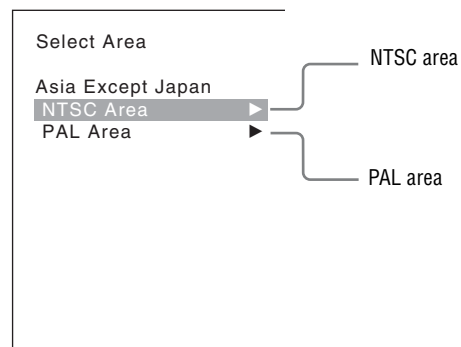 Select Area
NTSC area
Asia Except Japan
NTSC Area
PAL Area
PAL area